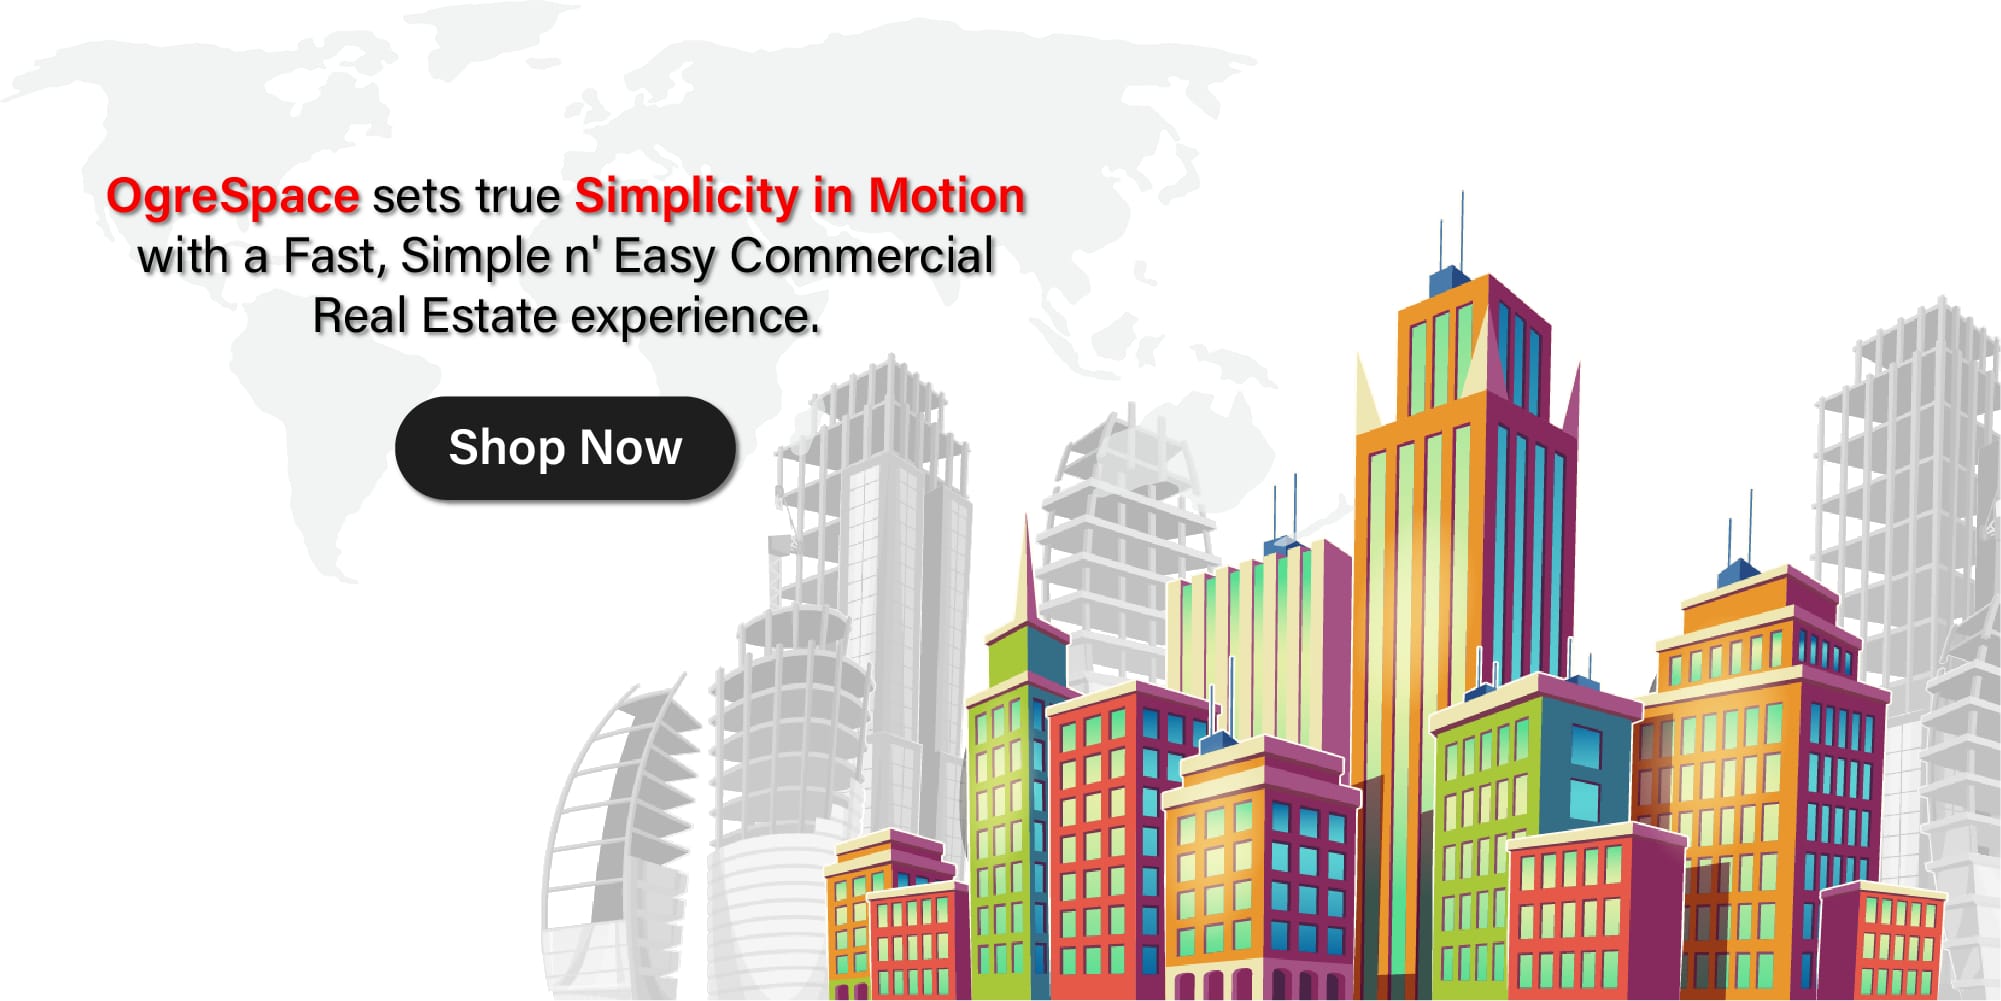 OgreSpace sets true Simplicity in Motion
with a Fast, Simple n' Easy Commercial
Real Estate experience.
Shop Now